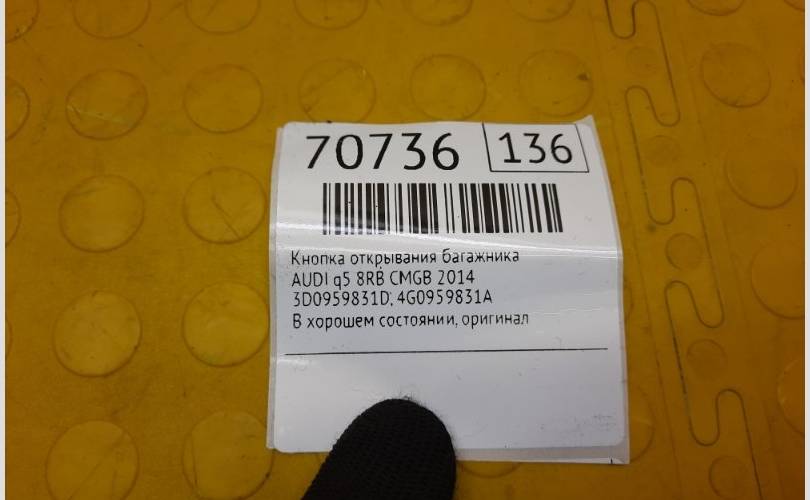 70736 136
Кнопка открывания багажника
AUDI q5 8RB CMGB 2014
3D0959831D, 4G0959831A
В хорошем состоянии, оригинал